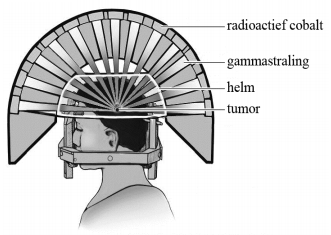 radioactief cobalt
gammastraling
helm
tumor